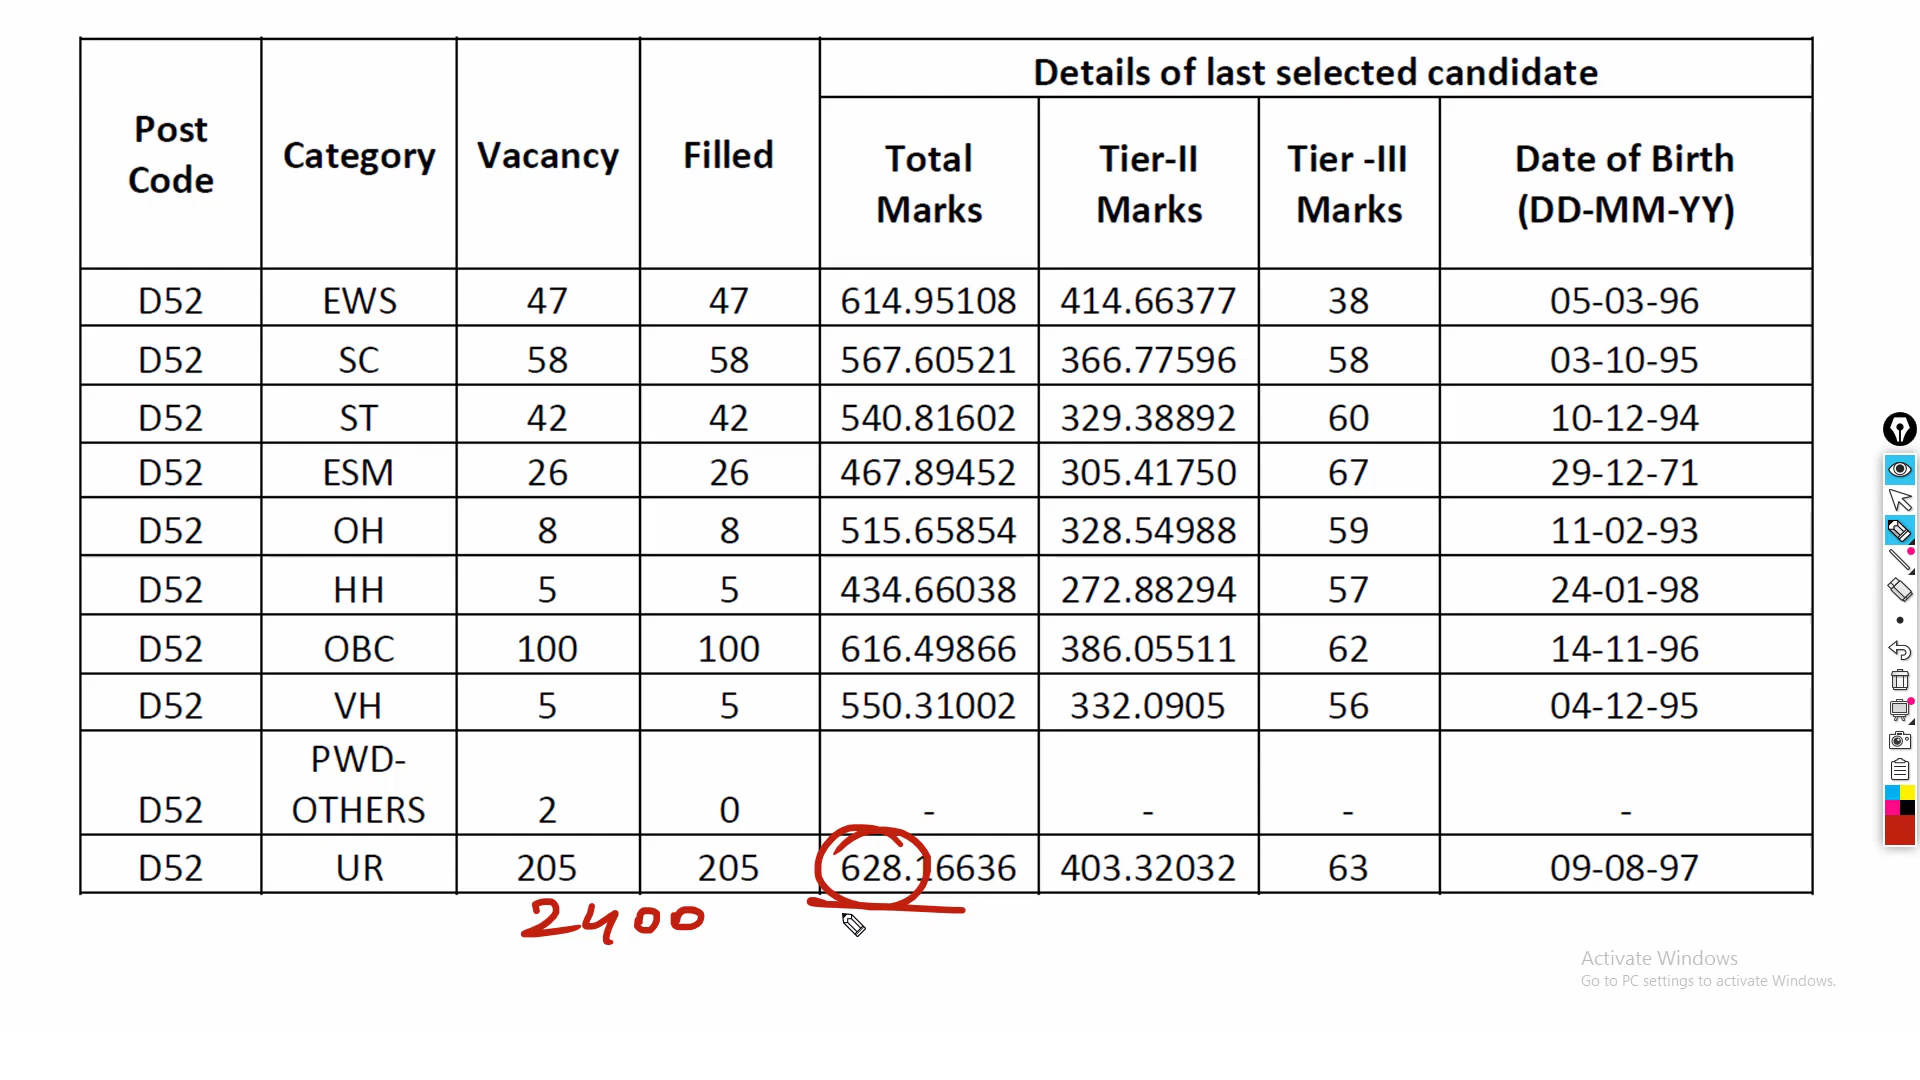 Details of last selected candidate
Post Code Category Vacancy Filled Total Marks Tier-II Marks Tier -III Marks Date of Birth (DD-MM-YY)
D52 EWS 47 47 614.95108 414.66377 38 05-03-96
D52 SC 58 58 567.60521 366.77596 58 03-10-95
D52 ST 42 42 540.81602 329.38892 60 10-12-94
D52 ESM 26 26 467.89452 305.41750 67 29-12-71
D52 OH 8 8 515.65854 328.54988 59 11-02-93
D52 HH 5 5 434.66038 272.88294 57 24-01-98
D52 OBC 100 100 616.49866 386.05511 62 14-11-96
D52 VH 5 5 550.31002 332.0905 56 04-12-95
D52 PWD-OTHERS 2 0 - - - -
D52 UR 205 205 628.16636 403.32032 63 09-08-97
2400
Activate Windows
Go to PC settings to activate Windows.